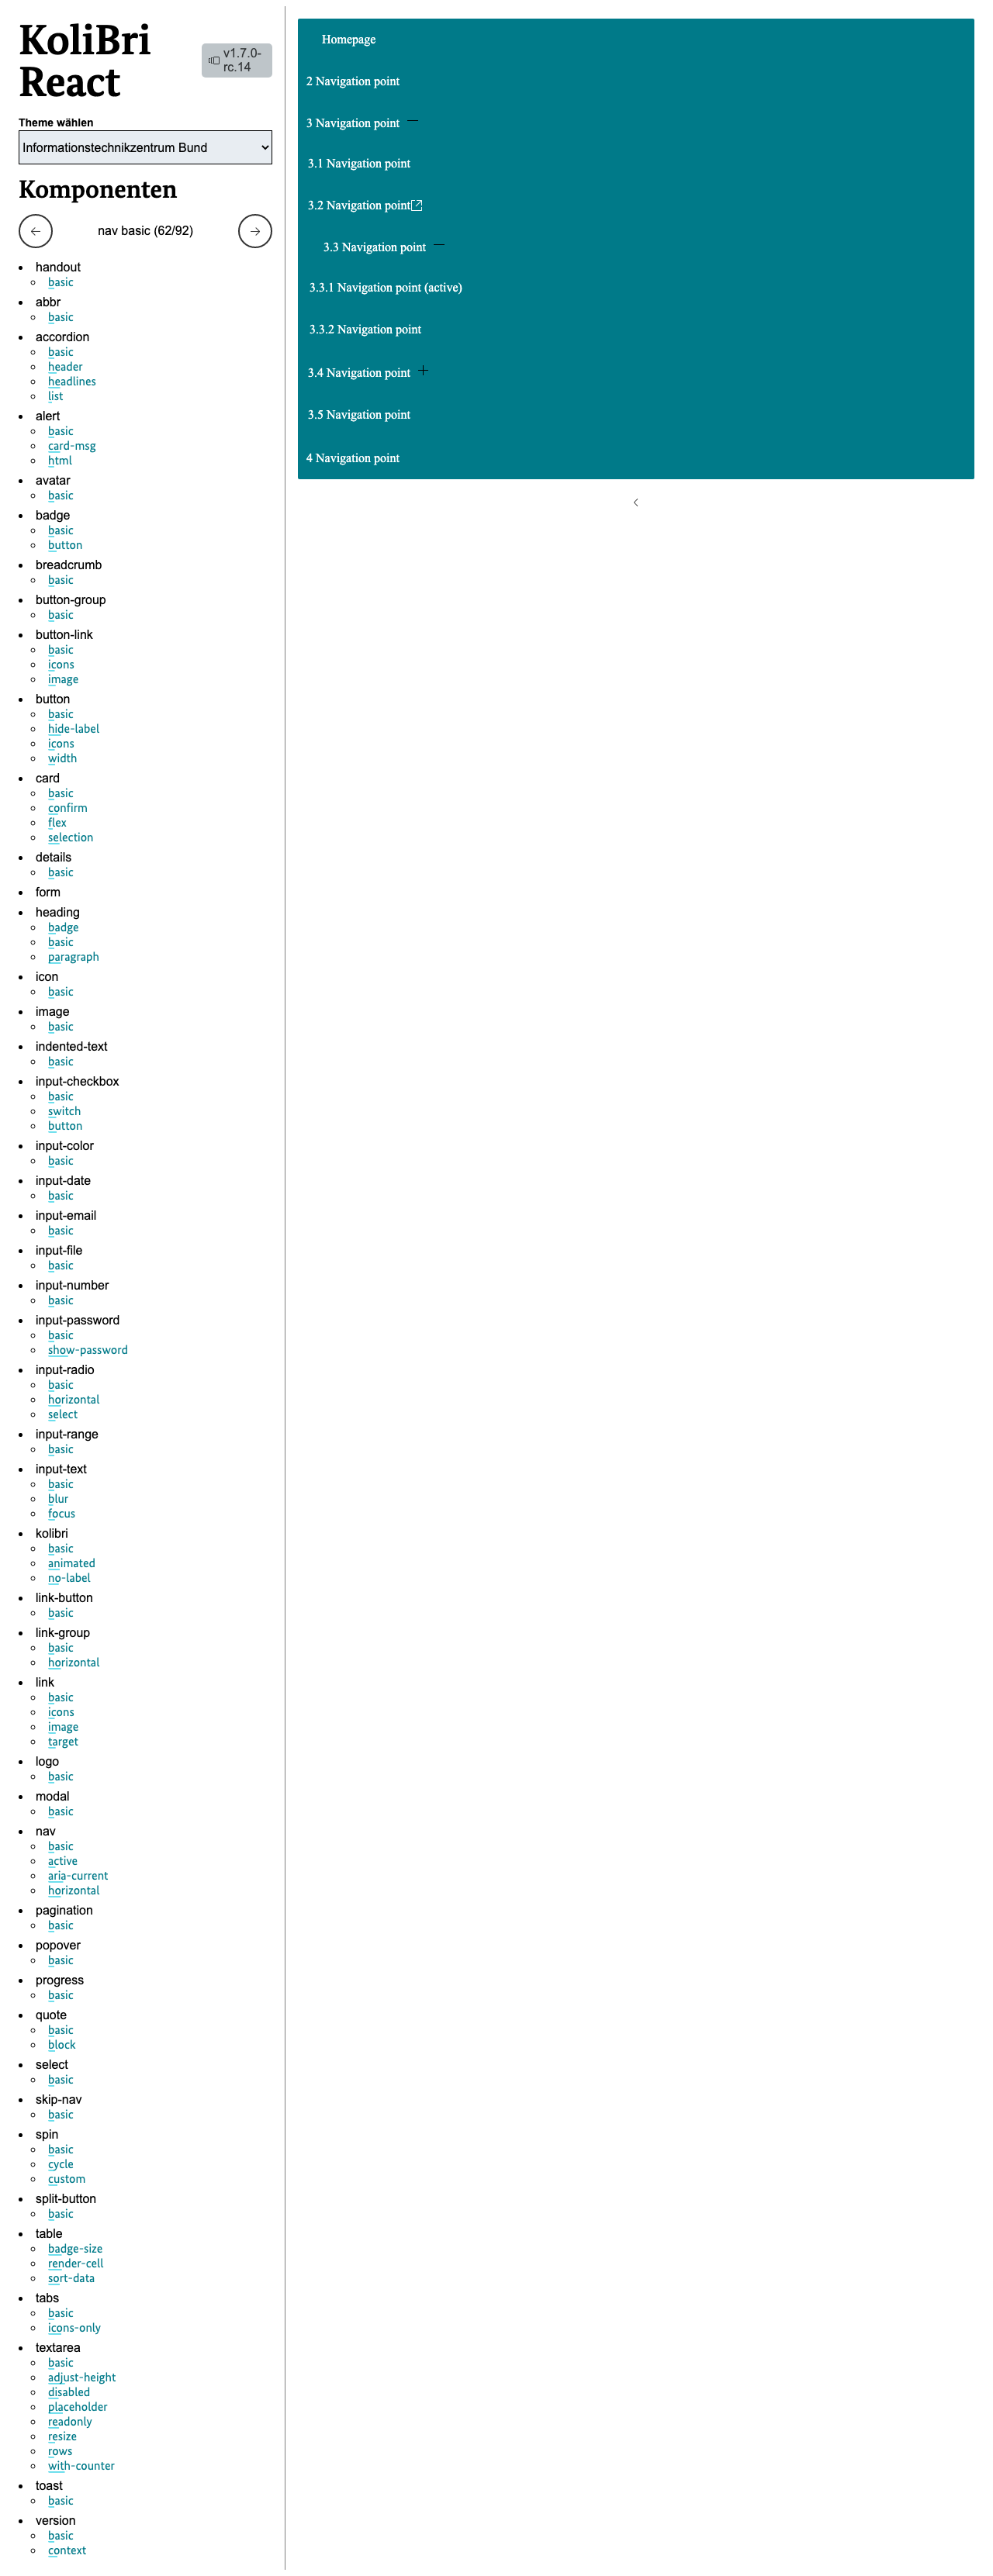 KoliBri
React
v1.7.0-
rc.14
Theme wählen
Informationstechnikzentrum Bund
Komponenten
nav basic (62/92)
handout
basic
abbr
basic
accordion
basic
header
headlines
list
alert
basic
card-msg
html
avatar
basic
badge
basic
button
breadcrumb
basic
button-group
basic
button-link
basic
icons
image
button
basic
hide-label
icons
width
card
basic
confirm
flex
selection
details
basic
form
heading
badge
basic
paragraph
icon
basic
image
basic
indented-text
basic
input-checkbox
basic
switch
button
input-color
basic
input-date
basic
input-email
basic
input-file
basic
input-number
basic
input-password
basic
show-password
input-radio
basic
horizontal
select
input-range
basic
input-text
basic
blur
focus
kolibri
basic
animated
no-label
link-button
basic
link-group
basic
horizontal
link
basic
icons
image
target
logo
basic
modal
basic
nav
basic
active
aria-current
horizontal
pagination
basic
popover
basic
progress
basic
quote
basic
block
select
basic
skip-nav
basic
spin
basic
cycle
custom
split-button
basic
table
badge-size
render-cell
sort-data
tabs
basic
icons-only
textarea
basic
adjust-height
disabled
placeholder
readonly
resize
rows
with-counter
toast
basic
version
basic
context
Homepage
2 Navigation point
3 Navigation point
3.1 Navigation point
3.2 Navigation point
3.3 Navigation point
3.3.1 Navigation point (active)
3.3.2 Navigation point
3.4 Navigation point
3.5 Navigation point
4 Navigation point